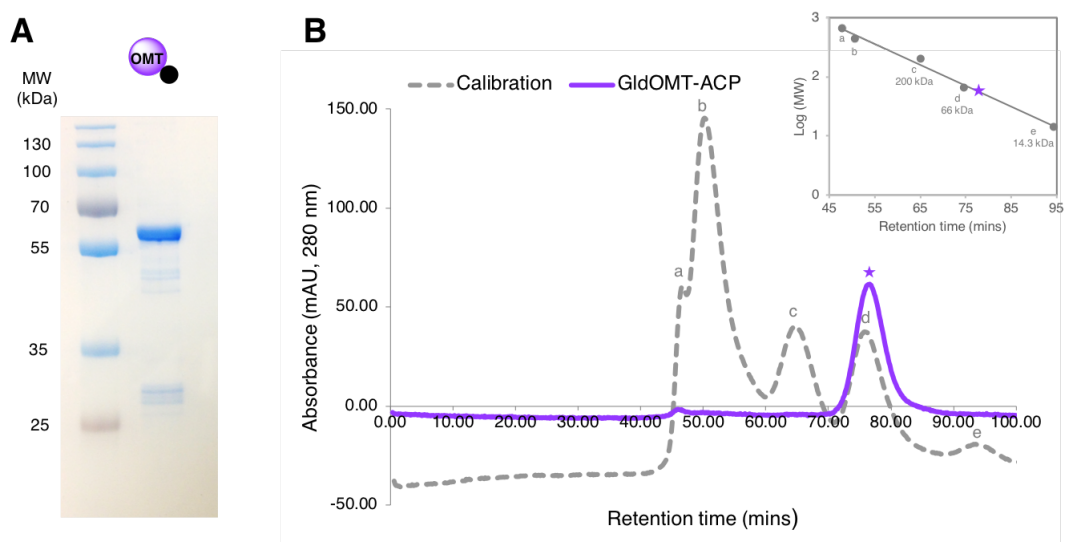 A
OMT
MW
(kDa)
130
100
70
55
35
25
B
Calibration
GldOMT-ACP
Absorbance (mAU, 280 nm)
150.00
100.00
50.00
0.00
-50.00
0.00 10.00 20.00 30.00 40.00 50.00 60.00 70.00 80.00 90.00 100.00
Retention time (mins)
a
b
c
d
e
Log (MW)
3
2
1
0
45 55 65 75 85 95
Retention time (mins)
a
b
c
200 kDa
d
66 kDa
e
14.3 kDa